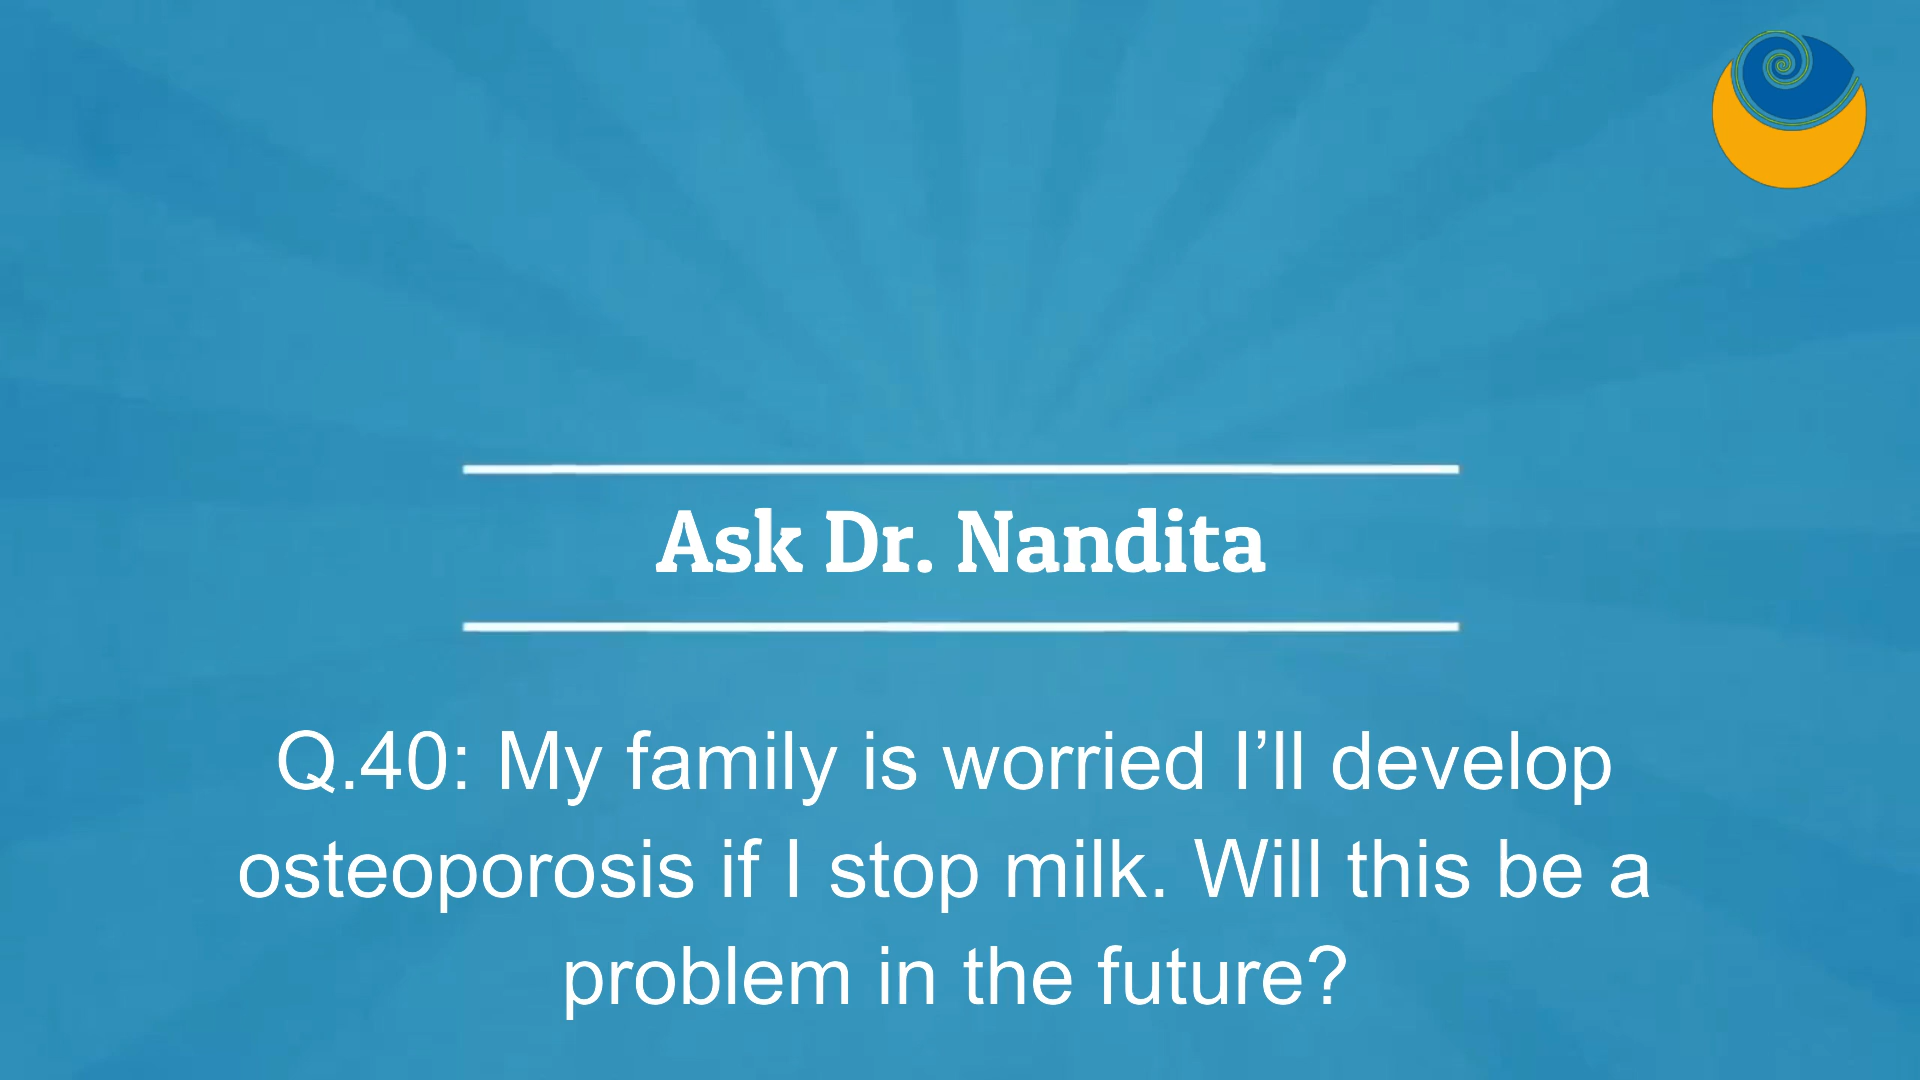 Ask Dr. Nandita
Q.40: My family is worried I’ll develop
osteoporosis if I stop milk. Will this be a
problem in the future?